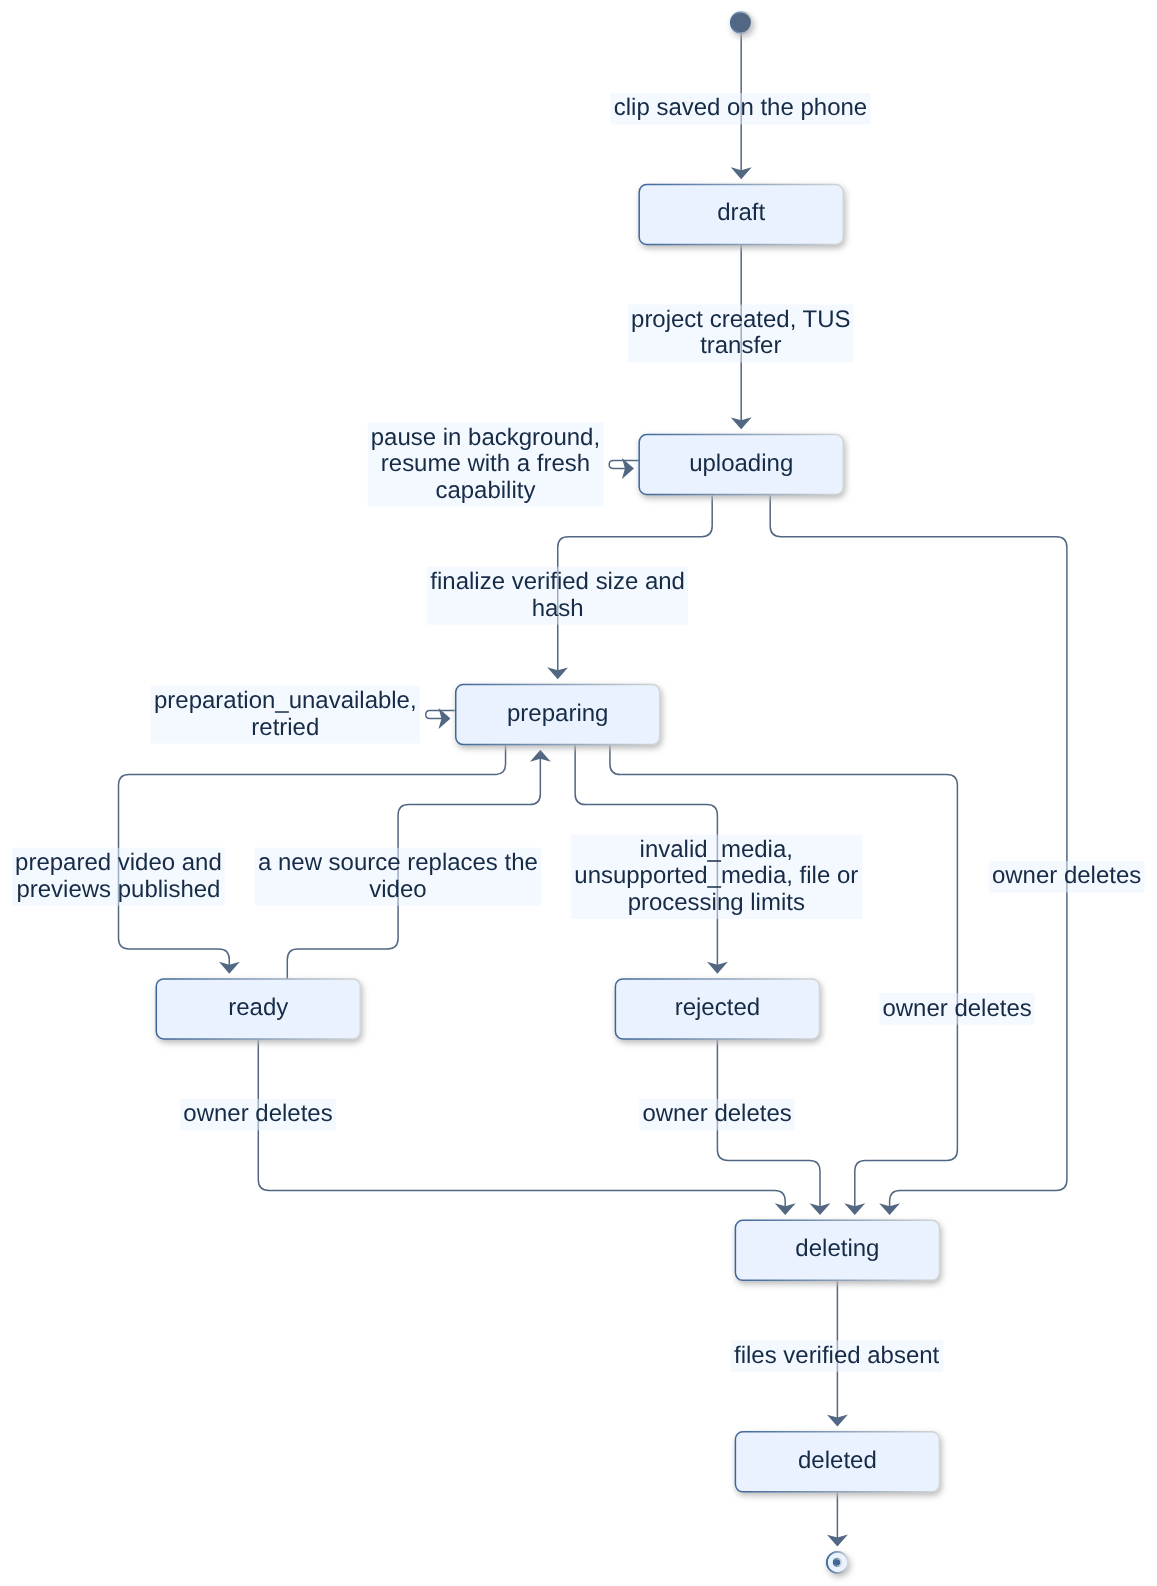 clip saved on the phone
draft
project created, TUS
transfer
pause in background,
resume with a fresh
capability
uploading
finalize verified size and
hash
preparation_unavailable,
retried
preparing
prepared video and
previews published
a new source replaces the
video
invalid_media,
unsupported_media, file or
processing limits
owner deletes
ready
rejected
owner deletes
owner deletes
owner deletes
deleting
files verified absent
deleted